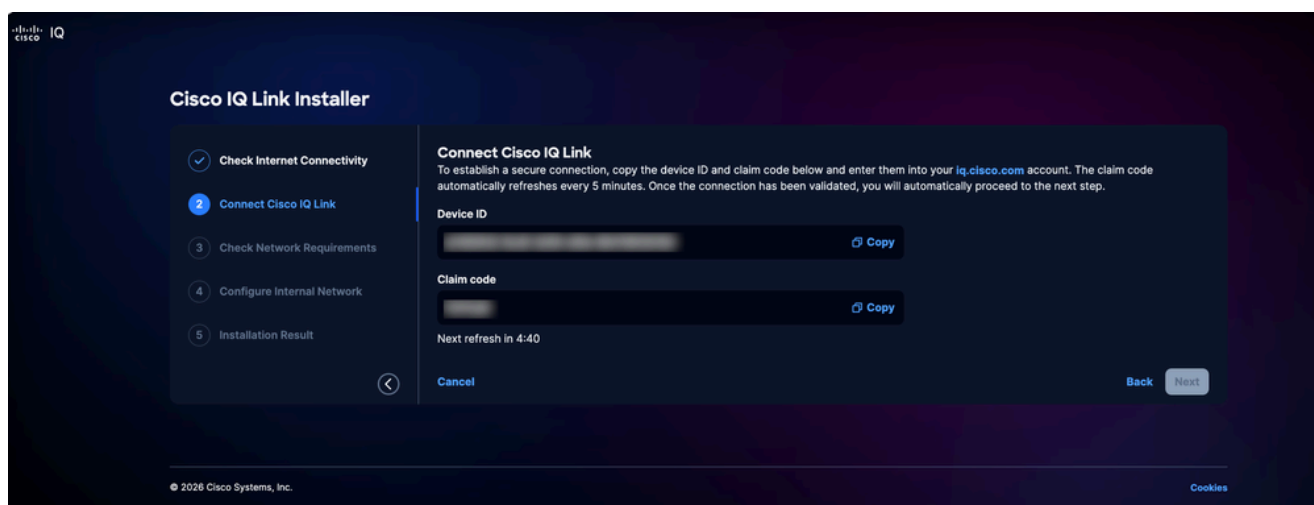 cisco IQ
Cisco IQ Link Installer
Check Internet Connectivity
2 Connect Cisco IQ Link
3 Check Network Requirements
4 Configure Internal Network
5 Installation Result
Connect Cisco IQ Link
To establish a secure connection, copy the device ID and claim code below and enter them into your iq.cisco.com account. The claim code
automatically refreshes every 5 minutes. Once the connection has been validated, you will automatically proceed to the next step.
Device ID
Copy
Claim code
Copy
Next refresh in 4:40
Cancel
Back Next
© 2026 Cisco Systems, Inc.
Cookies